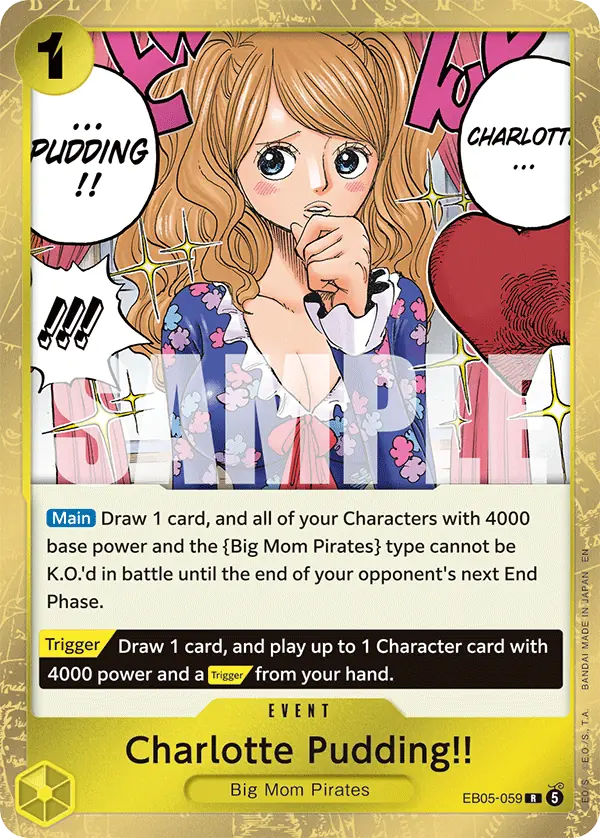 1
...
PUDDING
!!
CHARLOTT
...
!!!
SAMPLE
Main Draw 1 card, and all of your Characters with 4000
base power and the {Big Mom Pirates} type cannot be
K.O.'d in battle until the end of your opponent's next End
Phase.
Trigger Draw 1 card, and play up to 1 Character card with
4000 power and a Trigger from your hand.
EVENT
Charlotte Pudding!!
Big Mom Pirates
EB05-059 R 5
©E.O./S. ©E.O./S.,T.A. BANDAI MADE IN JAPAN EN